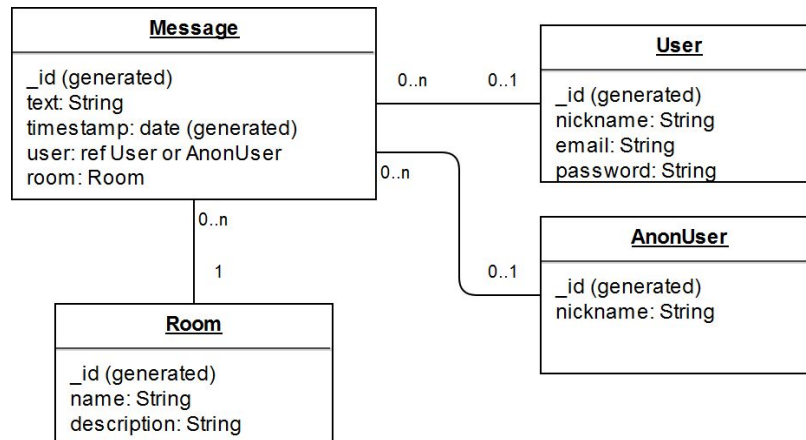 Message
_id (generated)
text: String
timestamp: date (generated)
user: ref User or AnonUser
room: Room
0..n
0..1
User
_id (generated)
nickname: String
email: String
password: String
0..n
0..1
AnonUser
_id (generated)
nickname: String
0..n
1
Room
_id (generated)
name: String
description: String